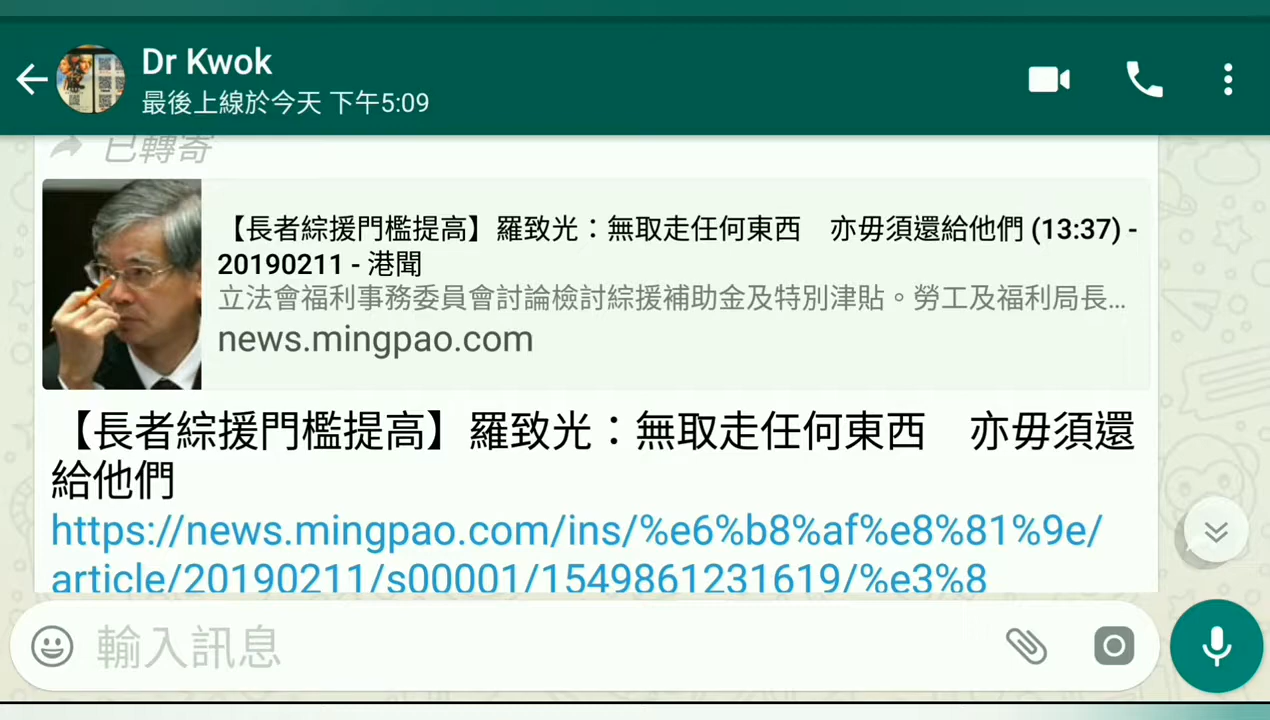 Dr Kwok
最後上線於今天 下午5:09
已轉寄
【長者綜援門檻提高】羅致光：無取走任何東西　亦毋須還給他們 (13:37) -
20190211 - 港聞
立法會福利事務委員會討論檢討綜援補助金及特別津貼。勞工及福利局長...
news.mingpao.com
【長者綜援門檻提高】羅致光：無取走任何東西　亦毋須還
給他們
https://news.mingpao.com/ins/%e6%b8%af%e8%81%9e/
article/20190211/s00001/1549861231619/%e3%8
輸入訊息